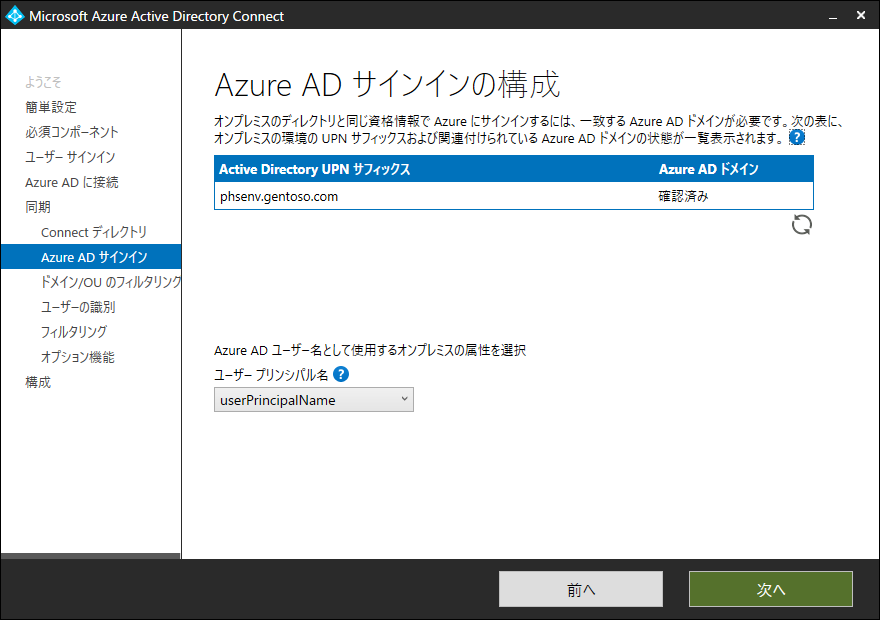 Microsoft Azure Active Directory Connect
ようこそ
簡単設定
必須コンポーネント
ユーザー サインイン
Azure AD に接続
同期
Connect ディレクトリ
Azure AD サインイン
ドメイン/OU のフィルタリング
ユーザーの識別
フィルタリング
オプション機能
構成
Azure AD サインインの構成
オンプレミスのディレクトリと同じ資格情報で Azure にサインインするには、一致する Azure AD ドメインが必要です。次の表に、
オンプレミスの環境の UPN サフィックスおよび関連付けられている Azure AD ドメインの状態が一覧表示されます。 ?
Active Directory UPN サフィックス Azure AD ドメイン
phsenv.gentoso.com 確認済み
Azure AD ユーザー名として使用するオンプレミスの属性を選択
ユーザー プリンシパル名 ?
userPrincipalName
前へ 次へ